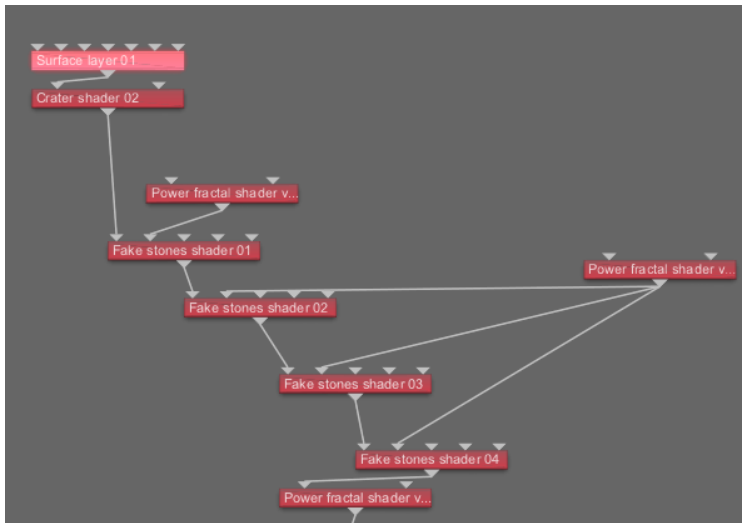 Surface layer 01
Crater shader 02
Power fractal shader v...
Fake stones shader 01
Power fractal shader v...
Fake stones shader 02
Fake stones shader 03
Fake stones shader 04
Power fractal shader v...